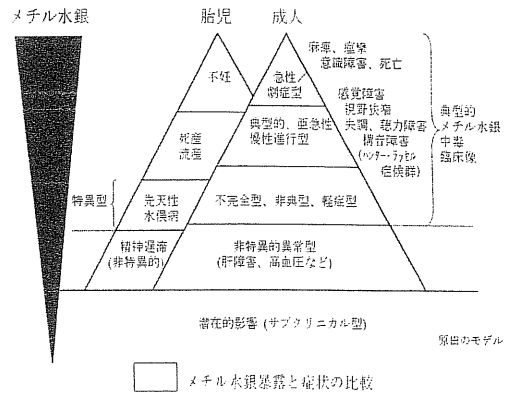 メチル水銀
胎児
成人
不妊
急性/
劇症型
麻痺、痙攣
意識障害、死亡
死産
流産
典型的、亜急性
慢性進行型
感覚障害
視野狭窄
失調、聴力障害
構音障害
(ハンター・ラッセル
症候群)
典型的
メチル水銀
中毒
臨床像
特異型
先天性
水俣病
不完全型、非典型、軽症型
精神遅滞
(非特異的)
非特異的異常型
(肝障害、高血圧など)
潜在的影響 (サブクリニカル型)
原田のモデル
メチル水銀暴露と症状の比較